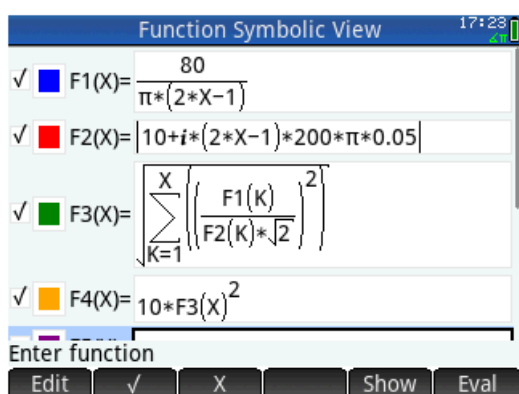 Function Symbolic View
17:23
∡π
√ F1(X)= 80/(π*(2*X−1))
√ F2(X)= |10+i*(2*X−1)*200*π*0.05|
√ F3(X)= √(∑_{K=1}^{X} ((F1(K)/(F2(K)*√2))^2))
√ F4(X)= 10*F3(X)^2
Enter function
Edit √ X Show Eval